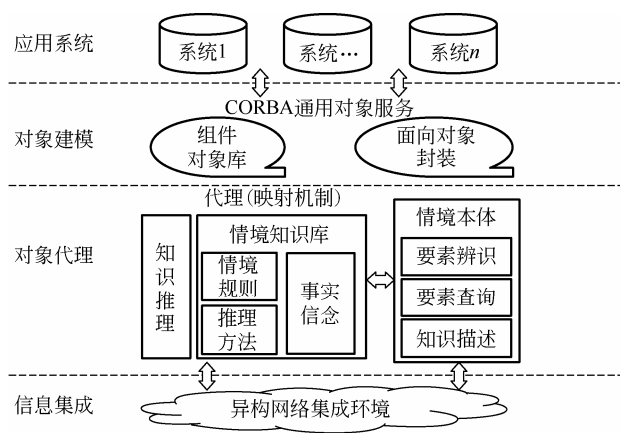 应用系统
系统1
系统…
系统n
CORBA通用对象服务
对象建模
组件
对象库
面向对象
封装
代理(映射机制)
对象代理
知
识
推
理
情境知识库
情境
规则
推理
方法
事实
信念
情境本体
要素辨识
要素查询
知识描述
信息集成
异构网络集成环境